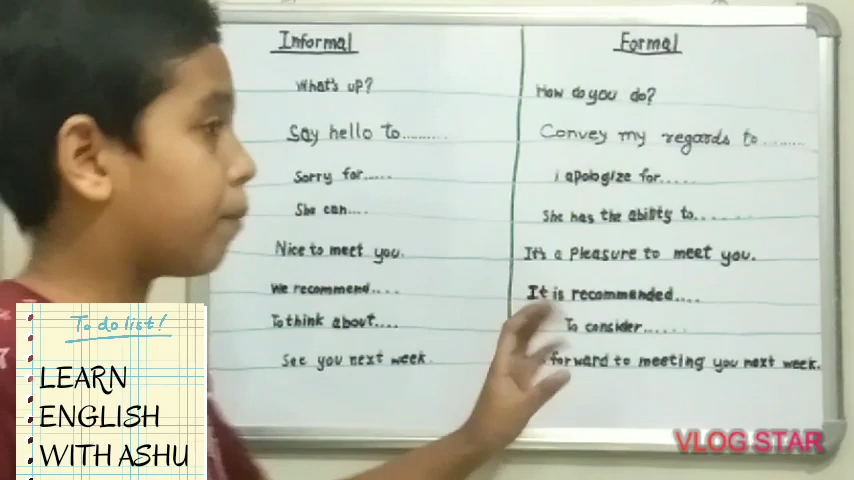 Informal
Formal
What's up?
How do you do?
Say hello to.........
Convey my regards to........
Sorry for.....
i apologize for.....
She can....
She has the ability to........
Nice to meet you.
It's a Pleasure to meet you.
We recommend....
It is recommended....
To think about....
To consider......
See you next week.
forward to meeting you next week.
To do list!
LEARN
ENGLISH
WITH ASHU
VLOG STAR